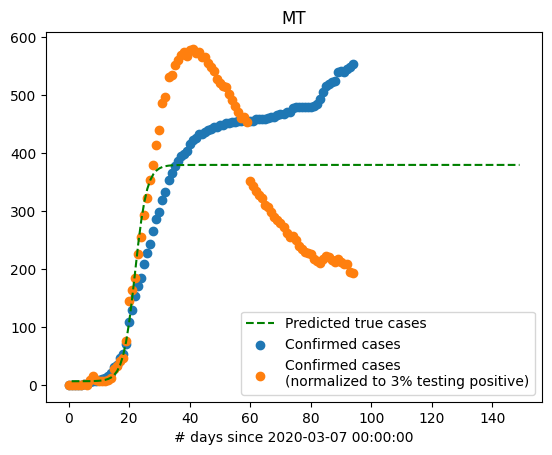 MT
600
500
400
300
200
100
0
Predicted true cases
Confirmed cases
Confirmed cases
(normalized to 3% testing positive)
0 20 40 60 80 100 120 140
# days since 2020-03-07 00:00:00